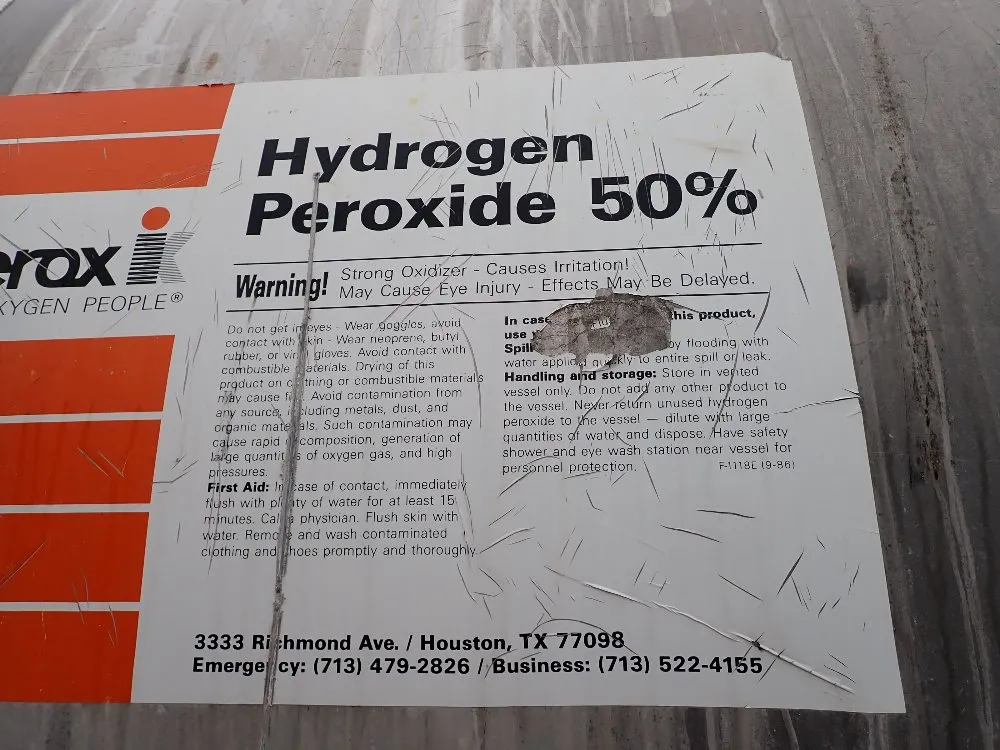 Hydrogen
Peroxide 50%
erox
XYGEN PEOPLE®
Warning! Strong Oxidizer - Causes Irritation!
May Cause Eye Injury - Effects May Be Delayed.
Do not get in eyes - Wear goggles, avoid
contact with skin - Wear neoprene, butyl
rubber, or vinyl gloves. Avoid contact with
combustible materials. Drying of this
product on clothing or combustible materials
may cause fire. Avoid contamination from
any source, including metals, dust, and
organic materials. Such contamination may
cause rapid decomposition, generation of
large quantities of oxygen gas, and high
pressures.
First Aid: In case of contact, immediately
flush with plenty of water for at least 15
minutes. Call a physician. Flush skin with
water. Remove and wash contaminated
clothing and shoes promptly and thoroughly.
In case this product,
use
Spill by flooding with
water applied quickly to entire spill or leak.
Handling and storage: Store in vented
vessel only. Do not add any other product to
the vessel. Never return unused hydrogen
peroxide to the vessel — dilute with large
quantities of water and dispose. Have safety
shower and eye wash station near vessel for
personnel protection.
F-1118E (9-86)
3333 Richmond Ave. / Houston, TX 77098
Emergency: (713) 479-2826 / Business: (713) 522-4155